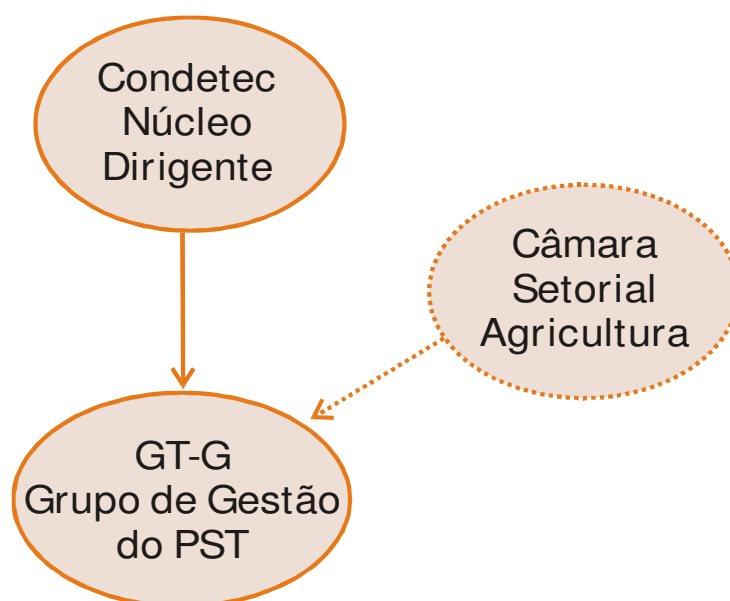 Condetec
Núcleo
Dirigente
Câmara
Setorial
Agricultura
GT-G
Grupo de Gestão
do PST